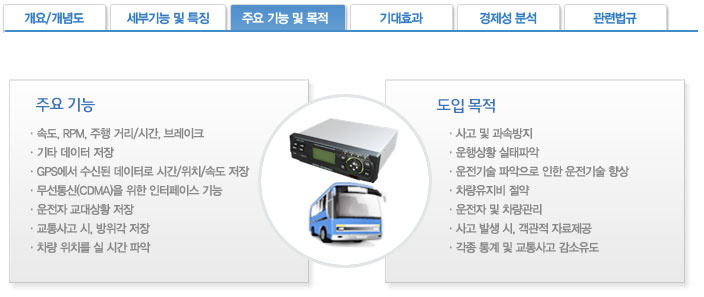 개요/개념도
세부기능 및 특징
주요 기능 및 목적
기대효과
경제성 분석
관련법규
주요 기능
· 속도, RPM, 주행 거리/시간, 브레이크
· 기타 데이터 저장
· GPS에서 수신된 데이터로 시간/위치/속도 저장
· 무선통신(CDMA)을 위한 인터페이스 기능
· 운전자 교대상황 저장
· 교통사고 시, 방위각 저장
· 차량 위치를 실 시간 파악
도입 목적
· 사고 및 과속방지
· 운행상황 실태파악
· 운전기술 파악으로 인한 운전기술 향상
· 차량유지비 절약
· 운전자 및 차량관리
· 사고 발생 시, 객관적 자료제공
· 각종 통계 및 교통사고 감소유도